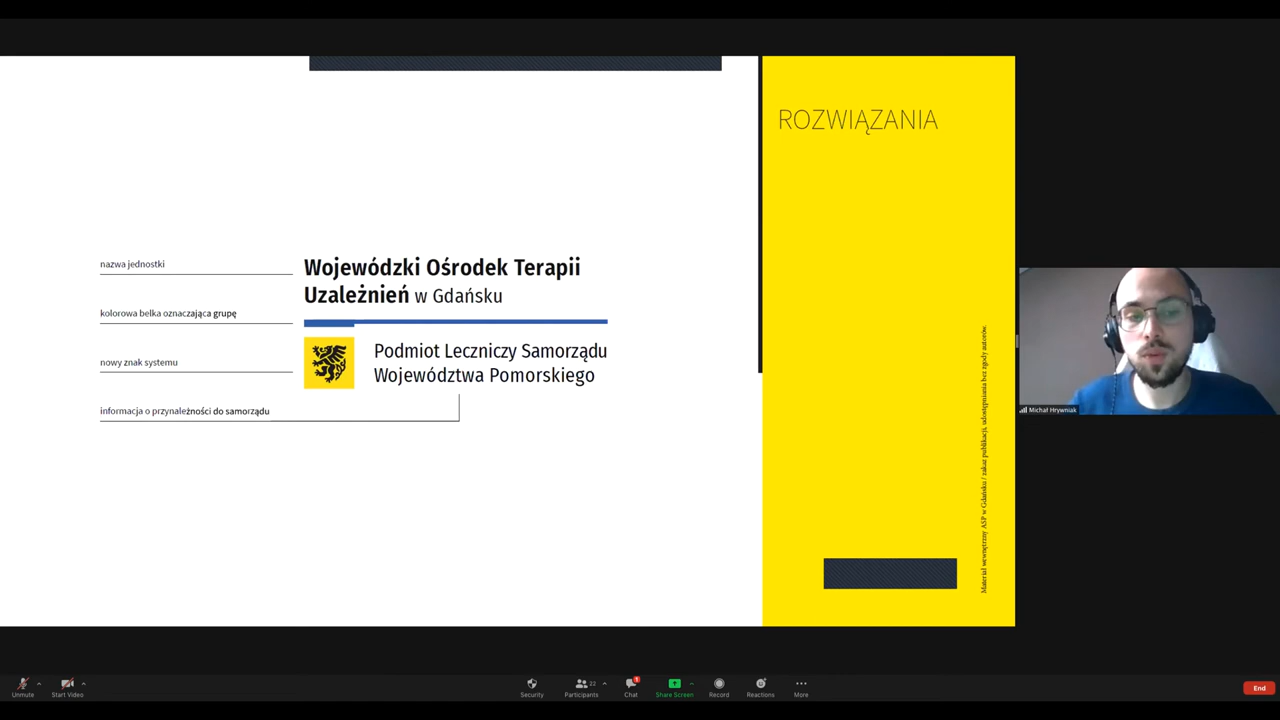 ROZWIĄZANIA
nazwa jednostki
kolorowa belka oznaczająca grupę
nowy znak systemu
informacja o przynależności do samorządu
Wojewódzki Ośrodek Terapii
Uzależnień w Gdańsku
Podmiot Leczniczy Samorządu
Województwa Pomorskiego
Materiał wewnętrzny ASP w Gdańsku / zakaz publikacji, udostępniania bez zgody autorów.
Michał Hrywniak
Unmute
Start Video
Security
Participants
22
Chat
1
Share Screen
Record
Reactions
More
End